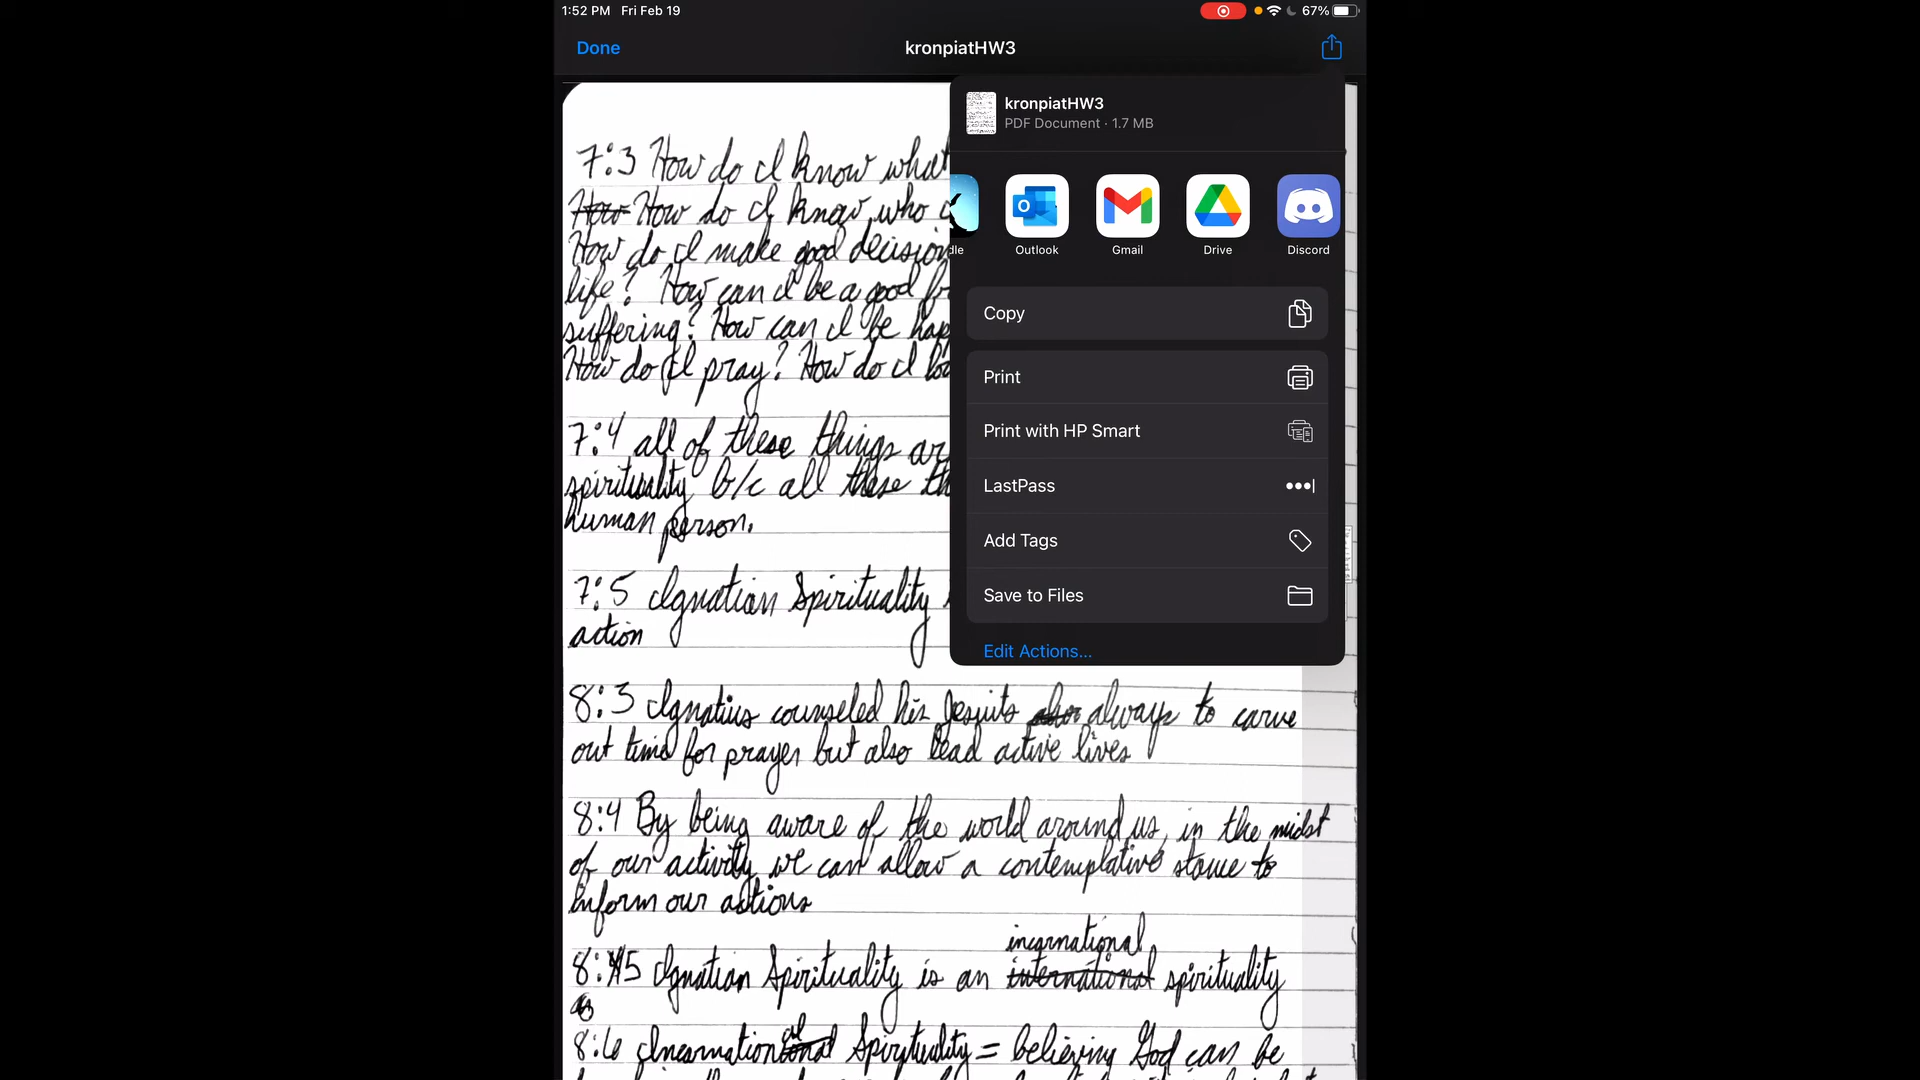 1:52 PM Fri Feb 19 67%
Done kronpiatHW3
kronpiatHW3
PDF Document · 1.7 MB
dle Outlook Gmail Drive Discord
Copy
Print
Print with HP Smart
LastPass
Add Tags
Save to Files
Edit Actions...
7:3 How do I know what
How How do I know who
How do I make good decision
life? How can I be a good
suffering? How can I be
How do I pray? How do I
7:4 all of these things
spirituality b/c all these
human person.
7:5 Ignatian Spirituality
action
8:3 Ignatius counseled his Jesuits always to carve
out time for prayer but also lead active lives
8:4 By being aware of the world around us, in the midst
of our activity we can allow a contemplative to
inform our actions
incarnational
8:5 Ignatian Spirituality is an international spirituality
8:6 Spirituality = believing God can be